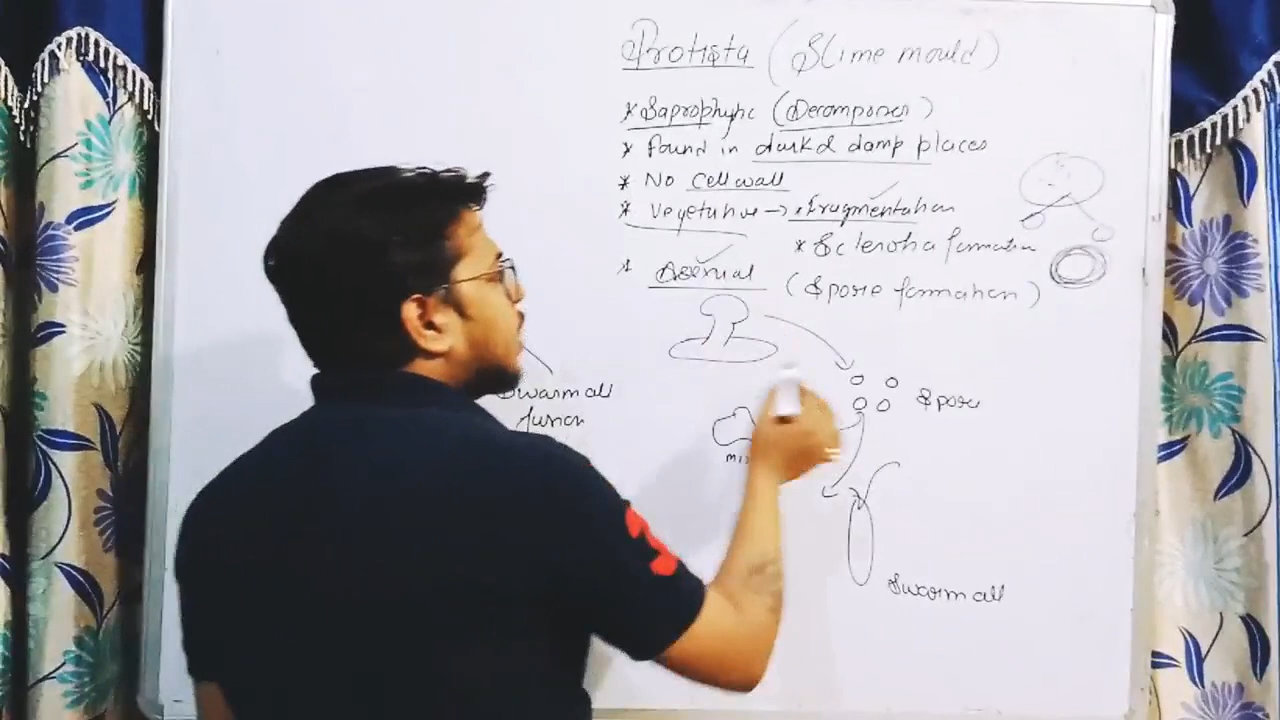 Protista (Slime mould)
* Saprophytic (Decomposer)
* Found in dark & damp places
* No cell wall
* Vegetative → * Fragmentation
* Sclerotia formation
* Asexual (Spore formation)
Spore
Swarm cell
fusion
Swarm cell
3